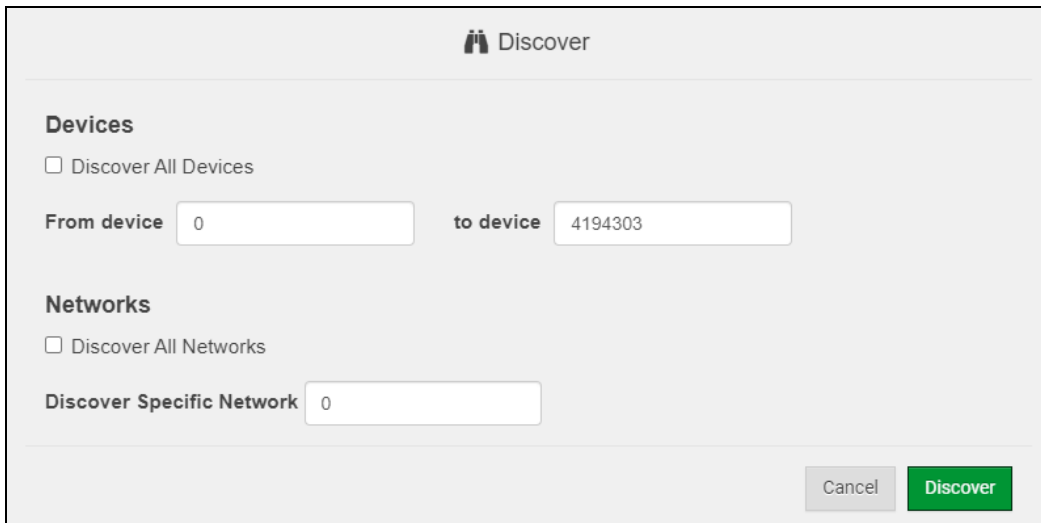 Discover
Devices
Discover All Devices
From device 0 to device 4194303
Networks
Discover All Networks
Discover Specific Network 0
Cancel Discover